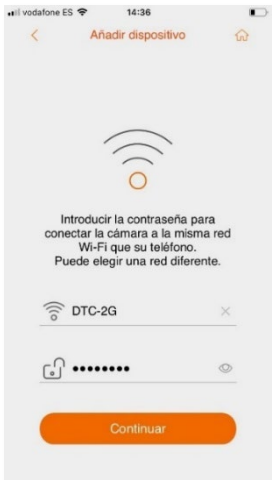 vodafone ES 14:36
Añadir dispositivo
Introducir la contraseña para
conectar la cámara a la misma red
Wi-Fi que su teléfono.
Puede elegir una red diferente.
DTC-2G
••••••••
Continuar